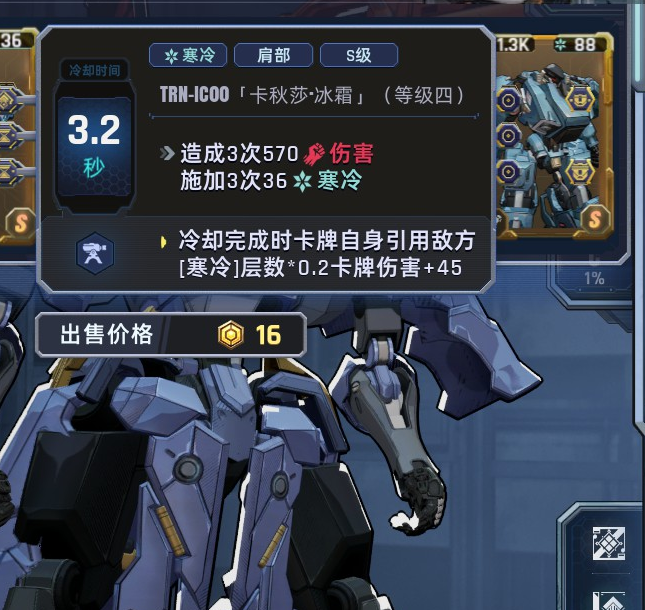 36
寒冷
肩部
S级
1.3K
88
冷却时间
TRN-IC00「卡秋莎·冰霜」（等级四）
3.2
秒
造成3次570 伤害
施加3次36 寒冷
S
S
冷却完成时卡牌自身引用敌方
[寒冷]层数*0.2卡牌伤害+45
1%
出售价格
16